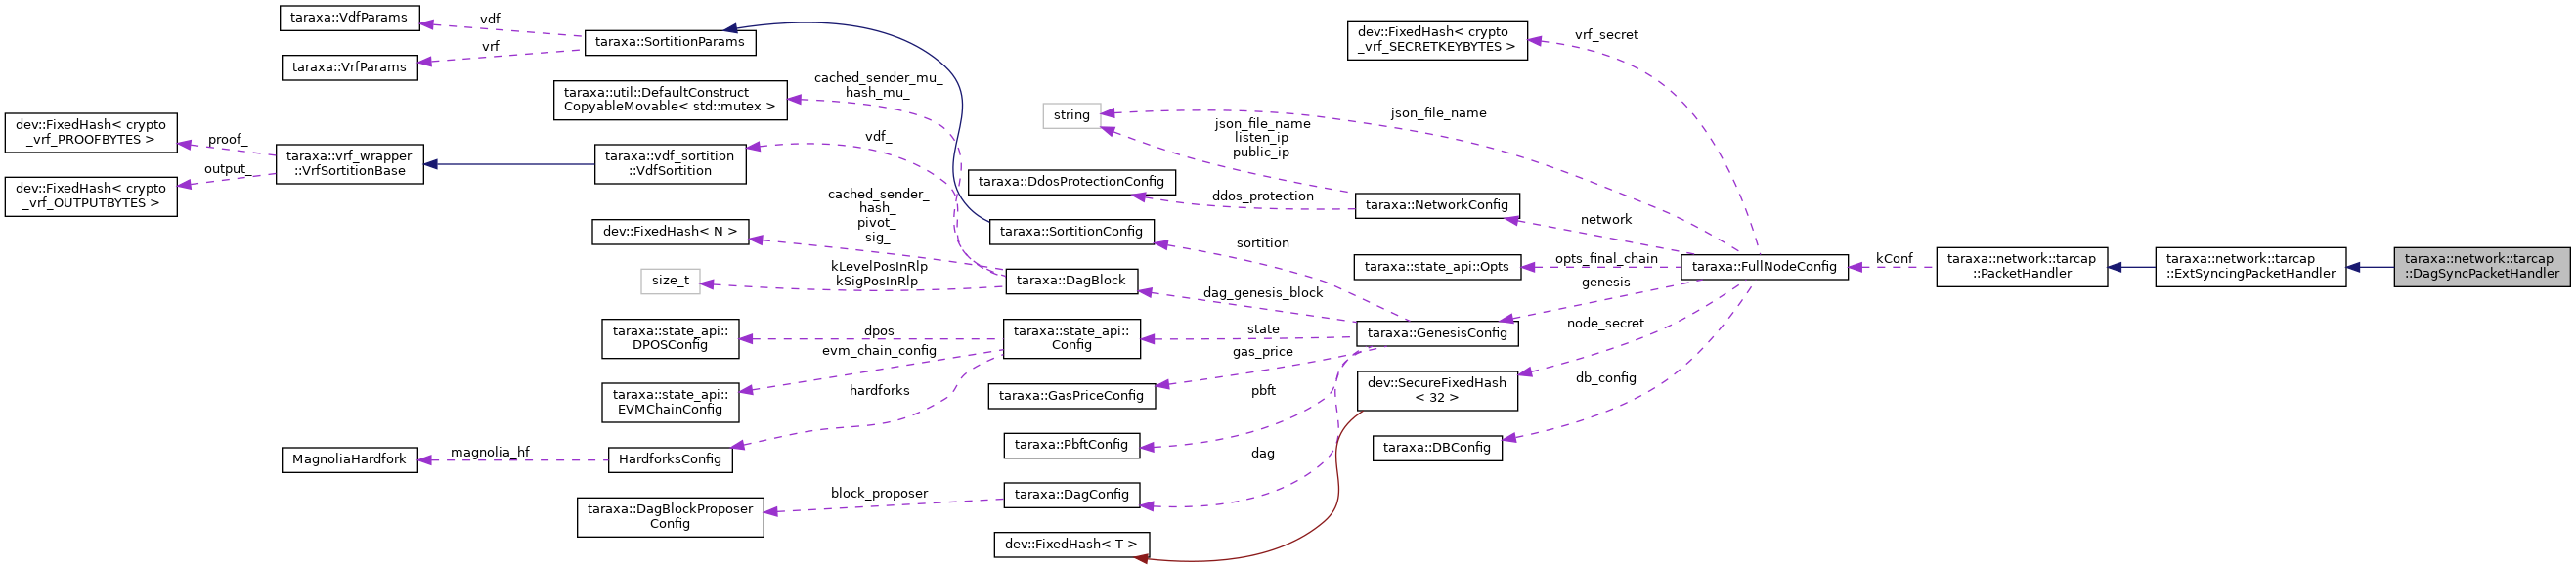 taraxa::VdfParams
vdf
taraxa::SortitionParams
vrf
taraxa::VrfParams
dev::FixedHash< crypto
_vrf_SECRETKEYBYTES >
vrf_secret
taraxa::util::DefaultConstruct
CopyableMovable< std::mutex >
cached_sender_mu_
hash_mu_
string
json_file_name
json_file_name
listen_ip
public_ip
dev::FixedHash< crypto
_vrf_PROOFBYTES >
proof_
taraxa::vrf_wrapper
::VrfSortitionBase
output_
dev::FixedHash< crypto
_vrf_OUTPUTBYTES >
taraxa::vdf_sortition
::VdfSortition
vdf_
taraxa::DdosProtectionConfig
ddos_protection
taraxa::NetworkConfig
network
cached_sender_
hash_
pivot_
sig_
dev::FixedHash< N >
taraxa::SortitionConfig
sortition
size_t
kLevelPosInRlp
kSigPosInRlp
taraxa::DagBlock
dag_genesis_block
taraxa::state_api::Opts
opts_final_chain
taraxa::FullNodeConfig
kConf
taraxa::network::tarcap
::PacketHandler
taraxa::network::tarcap
::ExtSyncingPacketHandler
taraxa::network::tarcap
::DagSyncPacketHandler
genesis
taraxa::GenesisConfig
node_secret
db_config
taraxa::state_api::
DPOSConfig
dpos
taraxa::state_api::
Config
state
evm_chain_config
taraxa::state_api::
EVMChainConfig
hardforks
gas_price
taraxa::GasPriceConfig
pbft
dev::SecureFixedHash
< 32 >
taraxa::PbftConfig
taraxa::DBConfig
MagnoliaHardfork
magnolia_hf
HardforksConfig
dag
taraxa::DagConfig
block_proposer
taraxa::DagBlockProposer
Config
dev::FixedHash< T >